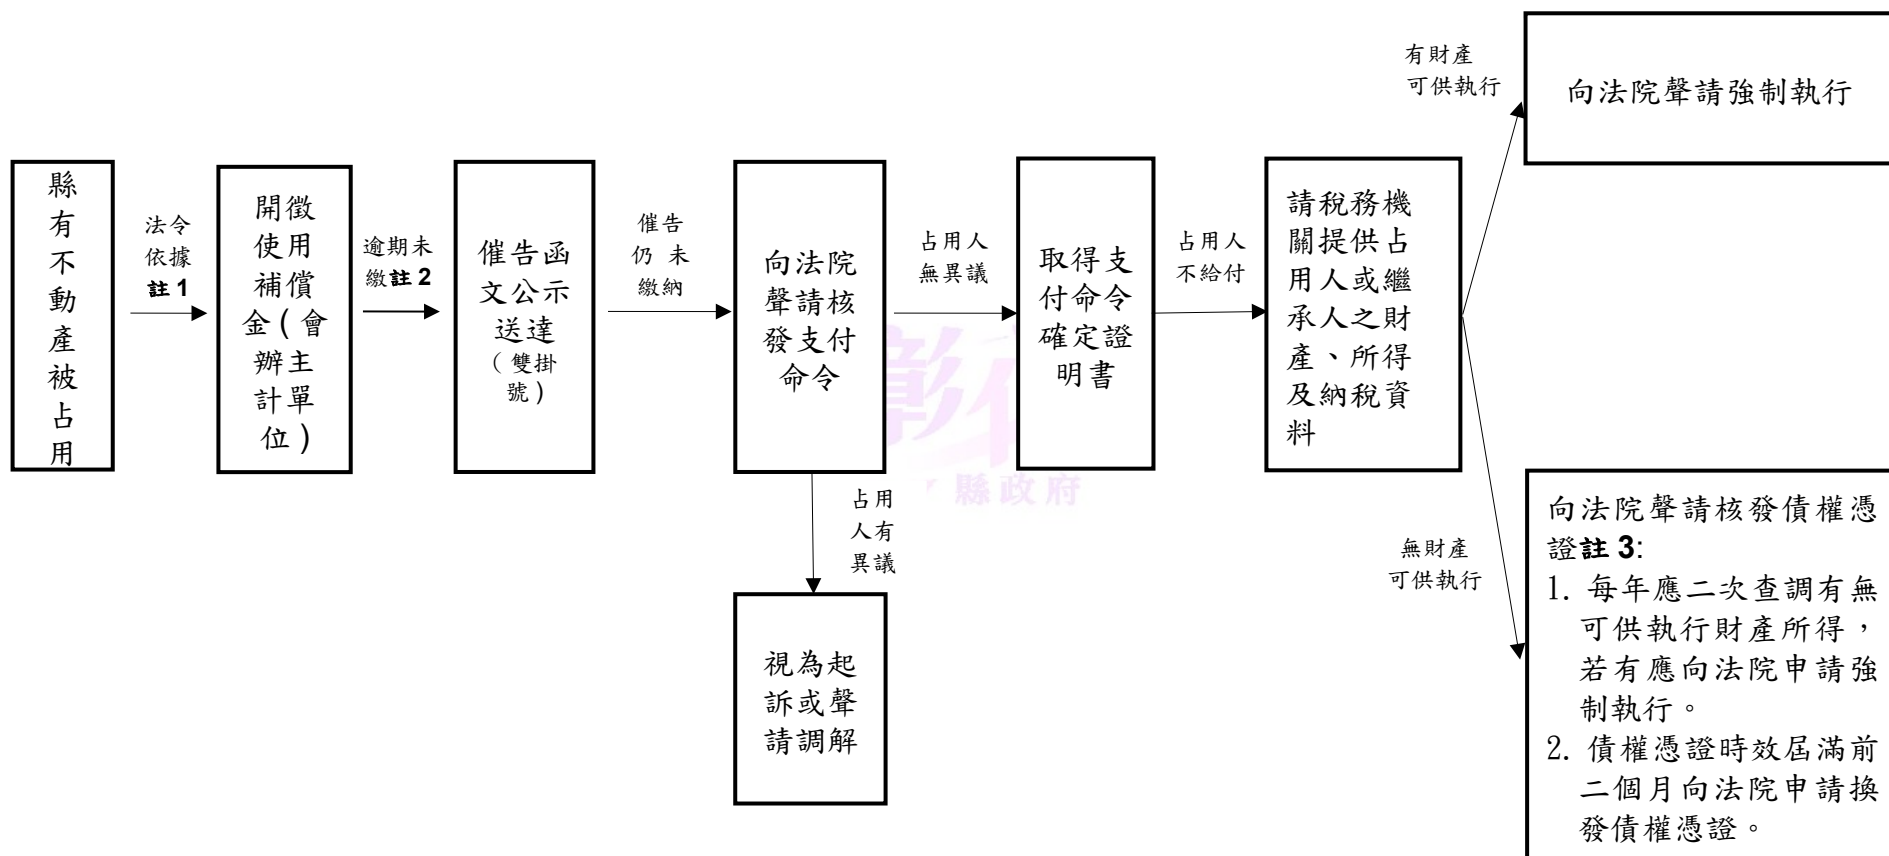 縣
有
不
動
產
被
占
用
法令
依據
註 1
開徵
使用
補償
金(會
辦主
計單
位)
逾期未
繳註 2
催告函
文公示
送達
(雙掛
號)
催告
仍 未
繳納
向法院
聲請核
發支付
命令
占用
人有
異議
視為起
訴或聲
請調解
占用人
無異議
取得支
付命令
確定證
明書
占用人
不給付
請稅務機
關提供占
用人或繼
承人之財
產、所得
及納稅資
料
有財產
可供執行
向法院聲請強制執行
無財產
可供執行
向法院聲請核發債權憑
證註 3:
1. 每年應二次查調有無
可供執行財產所得,
若有應向法院申請強
制執行。
2. 債權憑證時效屆滿前
二個月向法院申請換
發債權憑證。
彰
縣政府